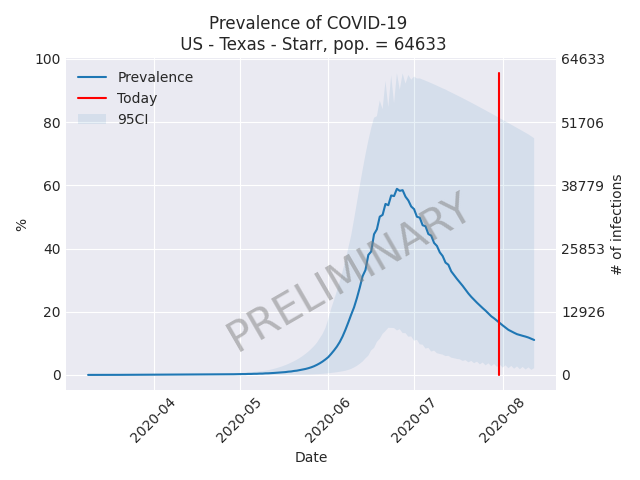 Prevalence of COVID-19
US - Texas - Starr, pop. = 64633
100
80
60
40
20
0
%
64633
51706
38779
25853
12926
0
# of infections
Prevalence
Today
95CI
PRELIMINARY
2020-04
2020-05
2020-06
2020-07
2020-08
Date